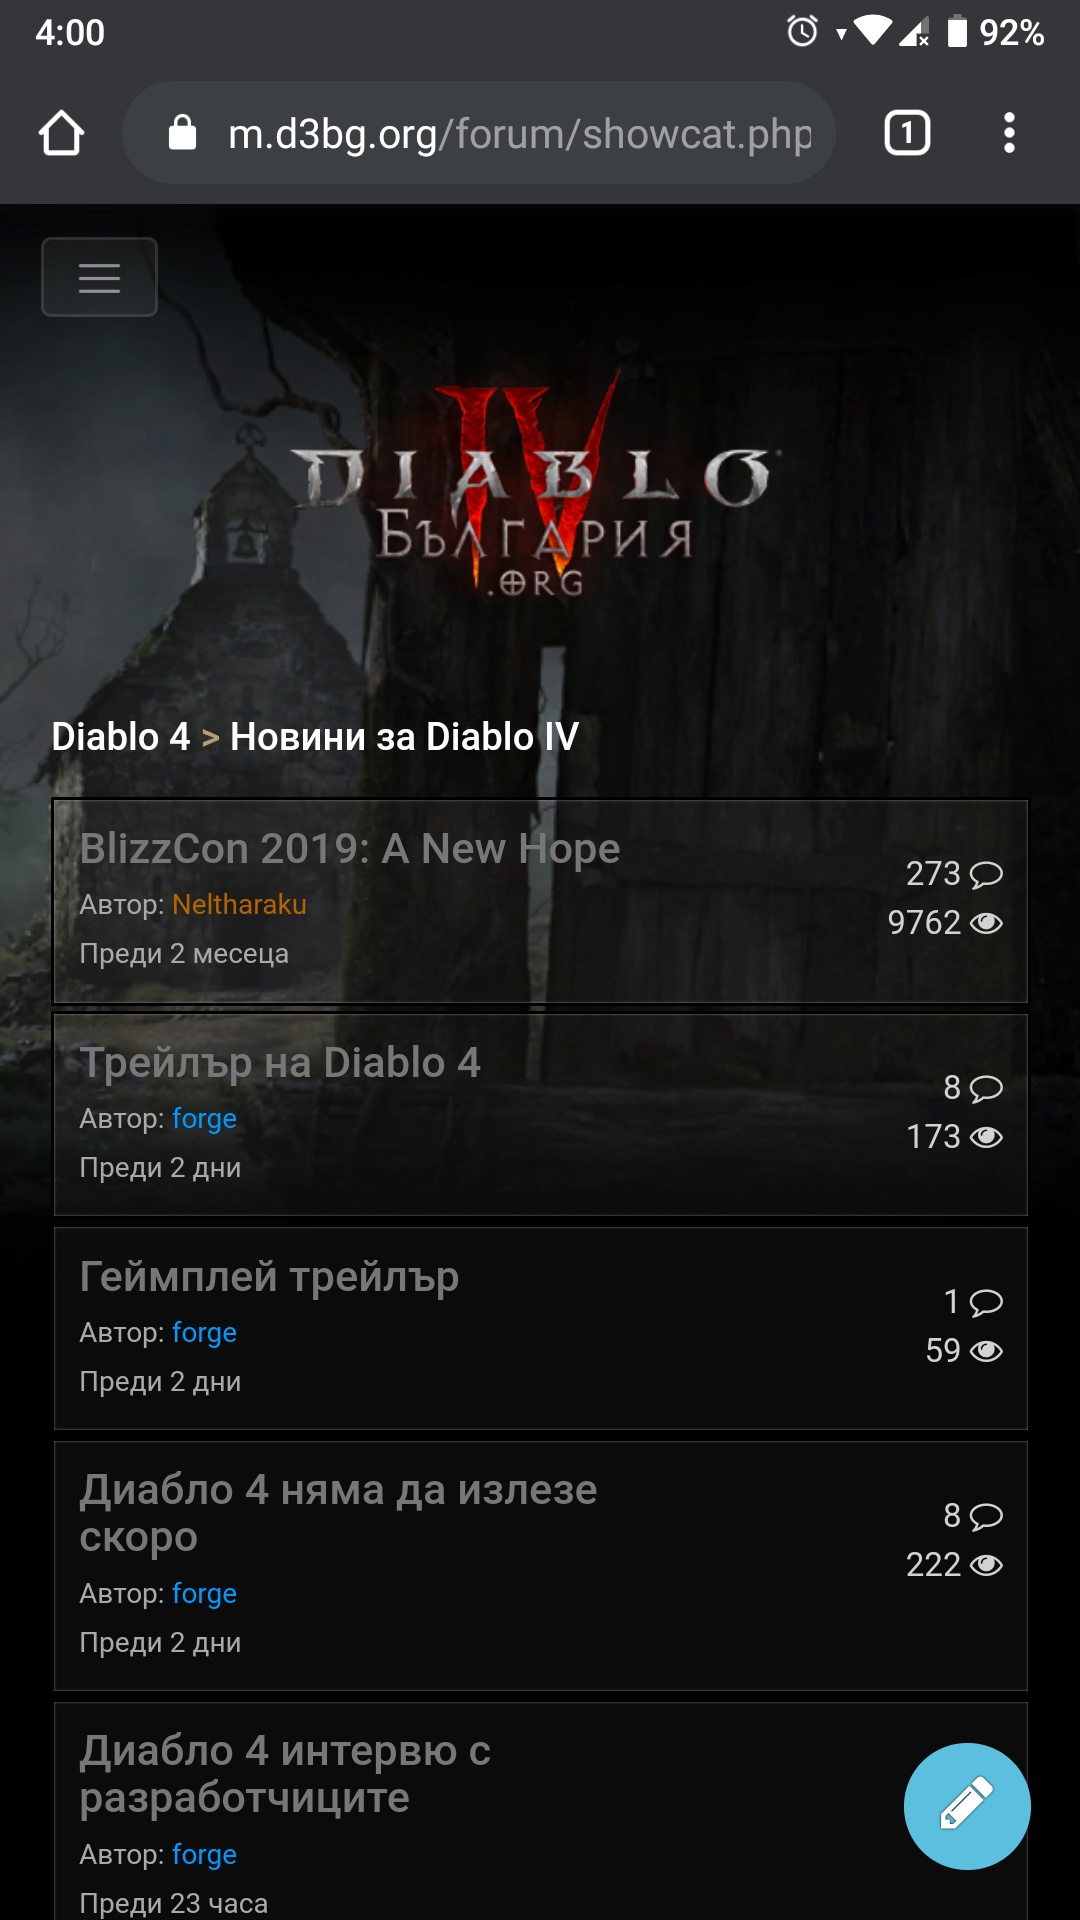 4:00
92%
m.d3bg.org/forum/showcat.php
1
IV
DIABLO
БЪЛГАРИЯ
.ORG
Diablo 4 > Новини за Diablo IV
BlizzCon 2019: A New Hope
273
Автор: Neltharaku
9762
Преди 2 месеца
Трейлър на Diablo 4
8
Автор: forge
173
Преди 2 дни
Геймплей трейлър
1
Автор: forge
59
Преди 2 дни
Диабло 4 няма да излезе
скоро
8
222
Автор: forge
Преди 2 дни
Диабло 4 интервю с
разработчиците
Автор: forge
Преди 23 часа